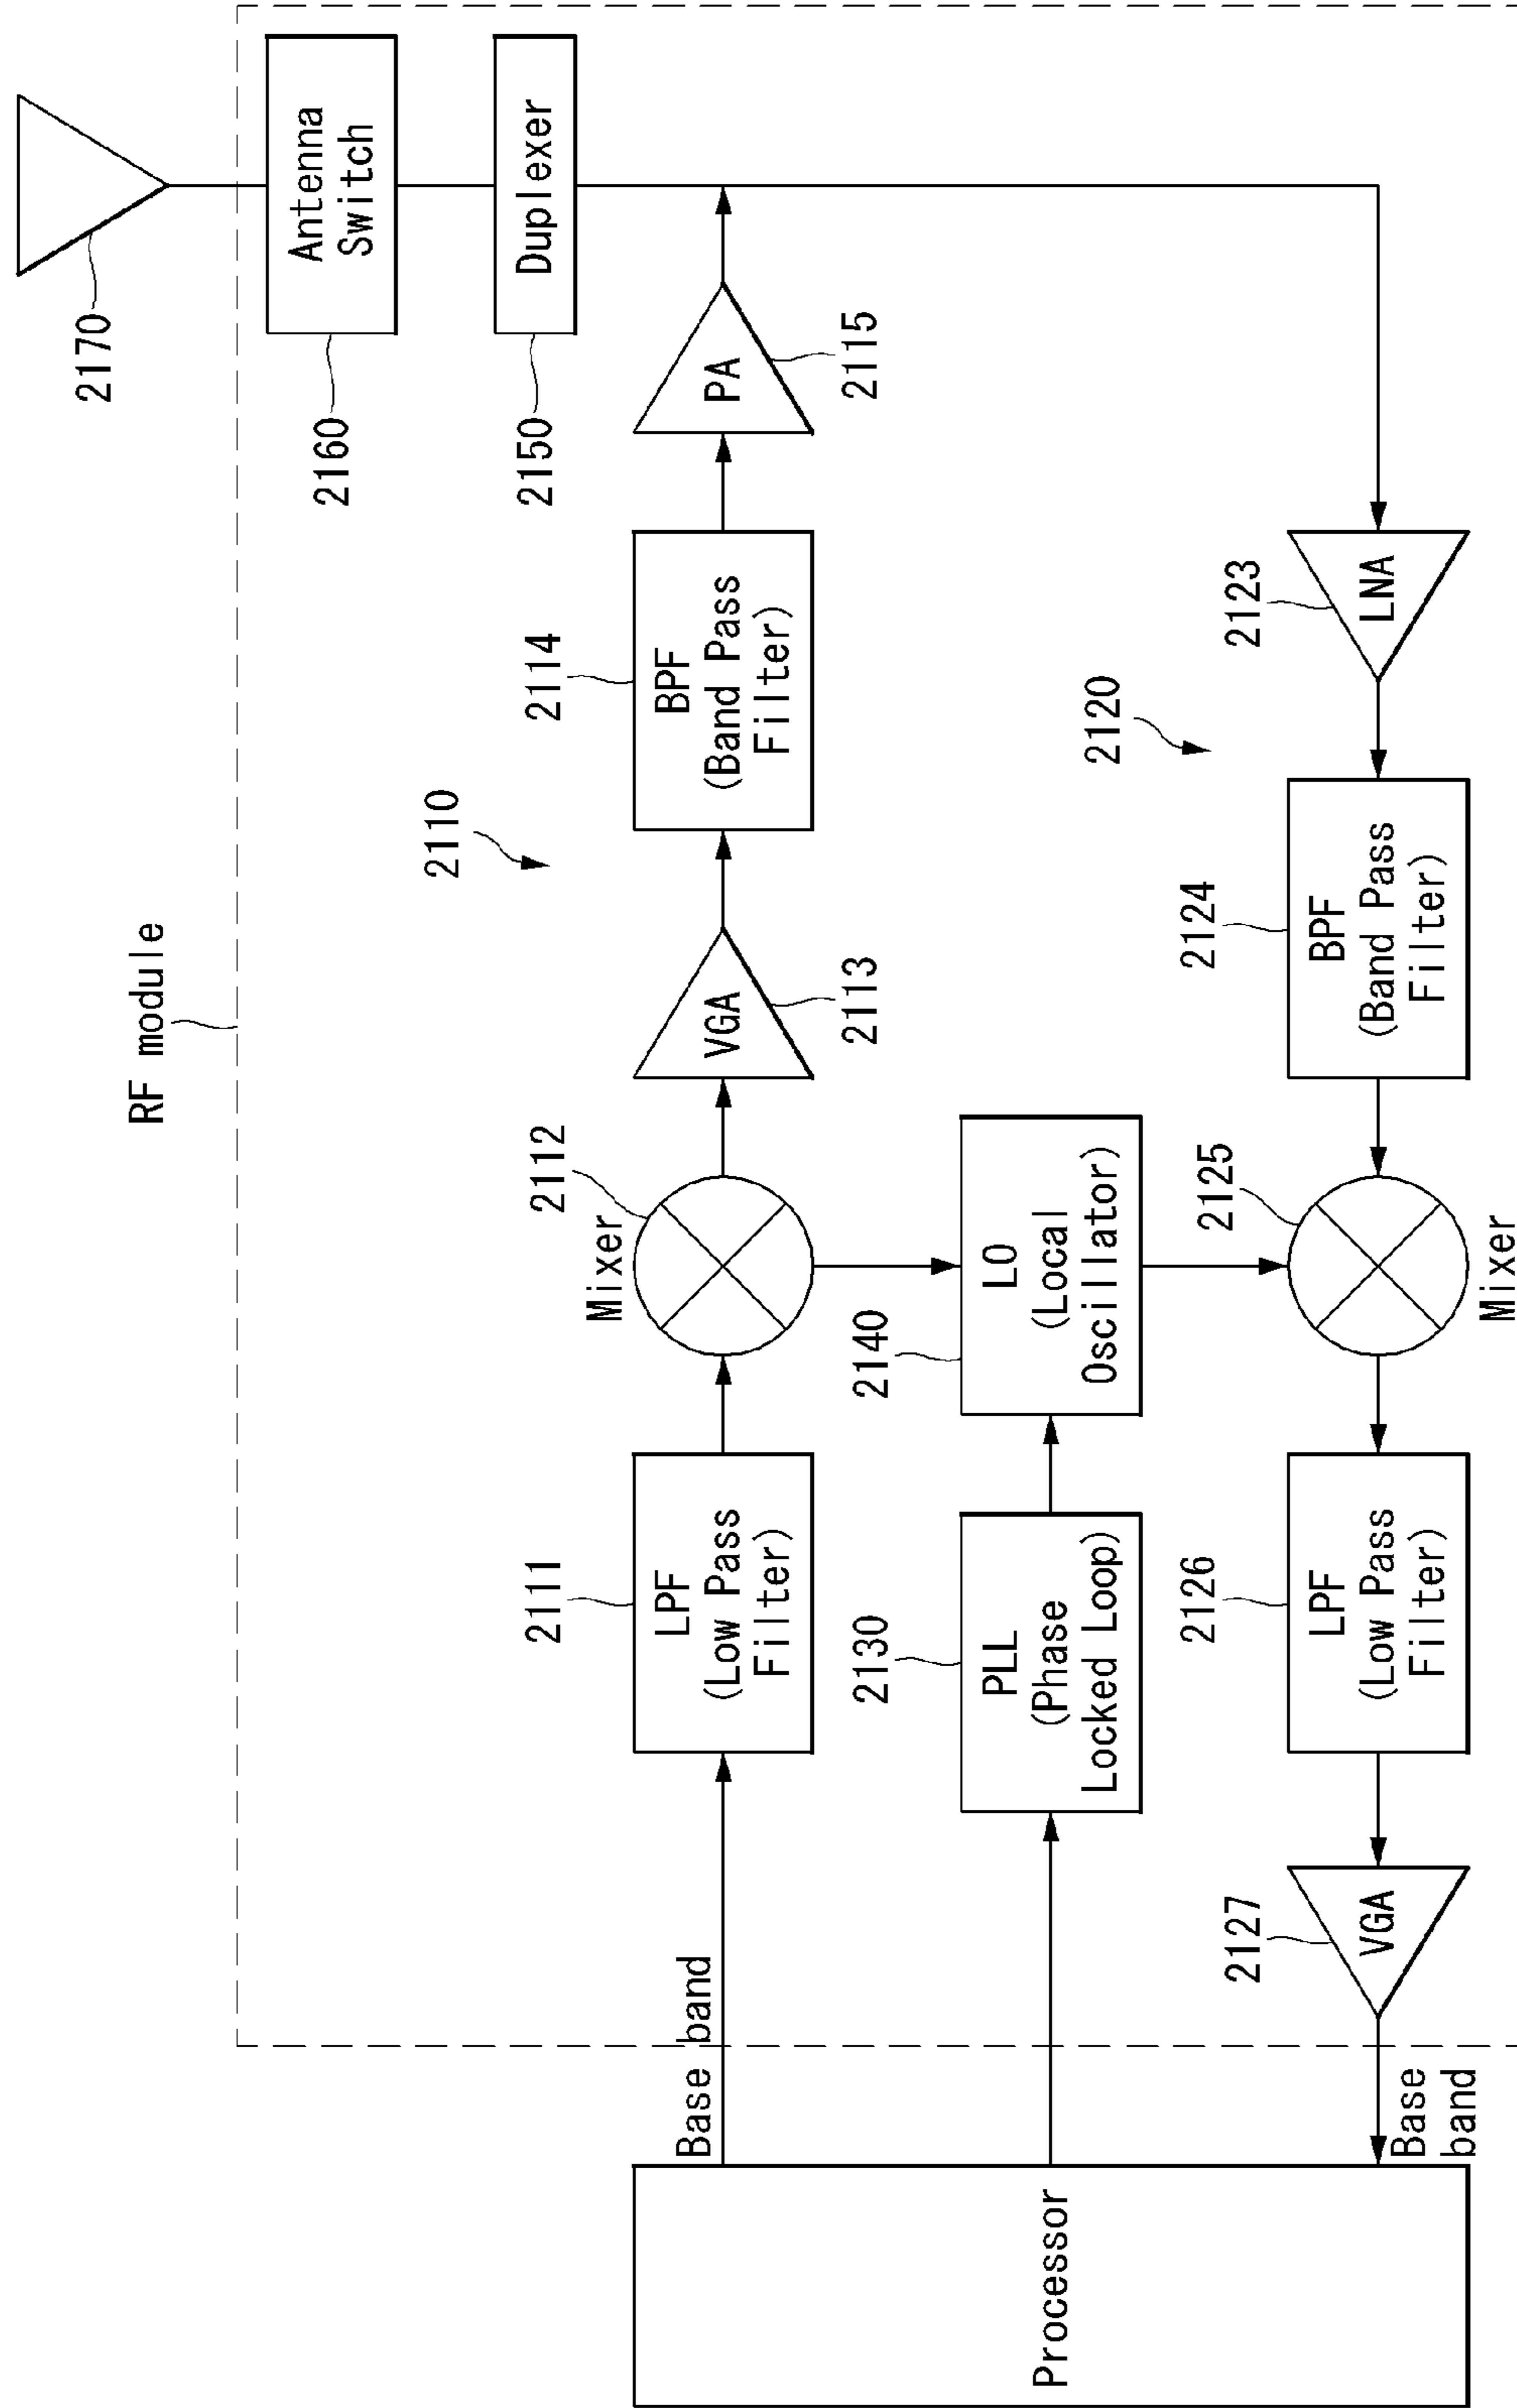 RF module
2170
Antenna
Switch
2160
Duplexer
2150
2110
2111
LPF
(Low Pass
Filter)
Mixer
2112
VGA
2113
2114
BPF
(Band Pass
Filter)
PA
2115
Base band
Processor
2130
PLL
(Phase
Locked Loop)
2140
LO
(Local
Oscillator)
2120
2127
VGA
2126
LPF
(Low Pass
Filter)
2125
Mixer
2124
BPF
(Band Pass
Filter)
2123
LNA
Base
band